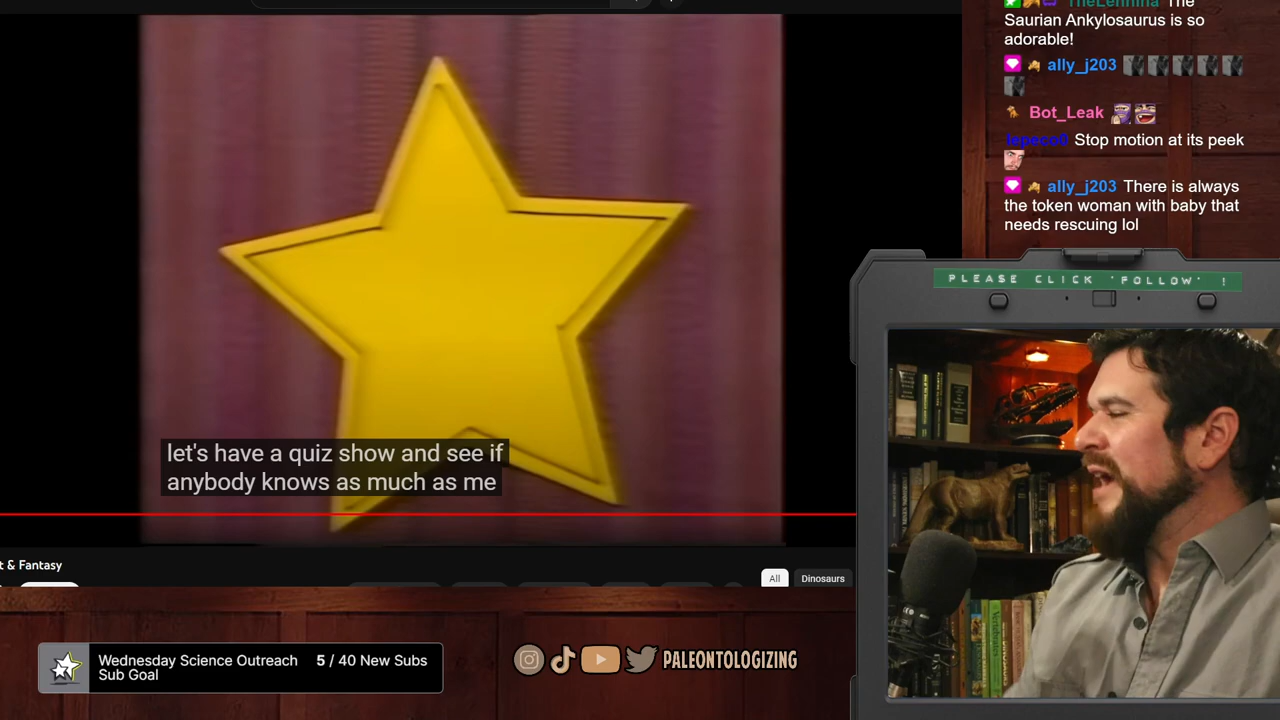 TheLennina The
Saurian Ankylosaurus is so
adorable!
ally_j203
Bot_Leak
lepeco0 Stop motion at its peek
ally_j203 There is always
the token woman with baby that
needs rescuing lol
PLEASE CLICK 'FOLLOW' !
let's have a quiz show and see if
anybody knows as much as me
t & Fantasy
All Dinosaurs
Wednesday Science Outreach 5 / 40 New Subs
Sub Goal
PALEONTOLOGIZING